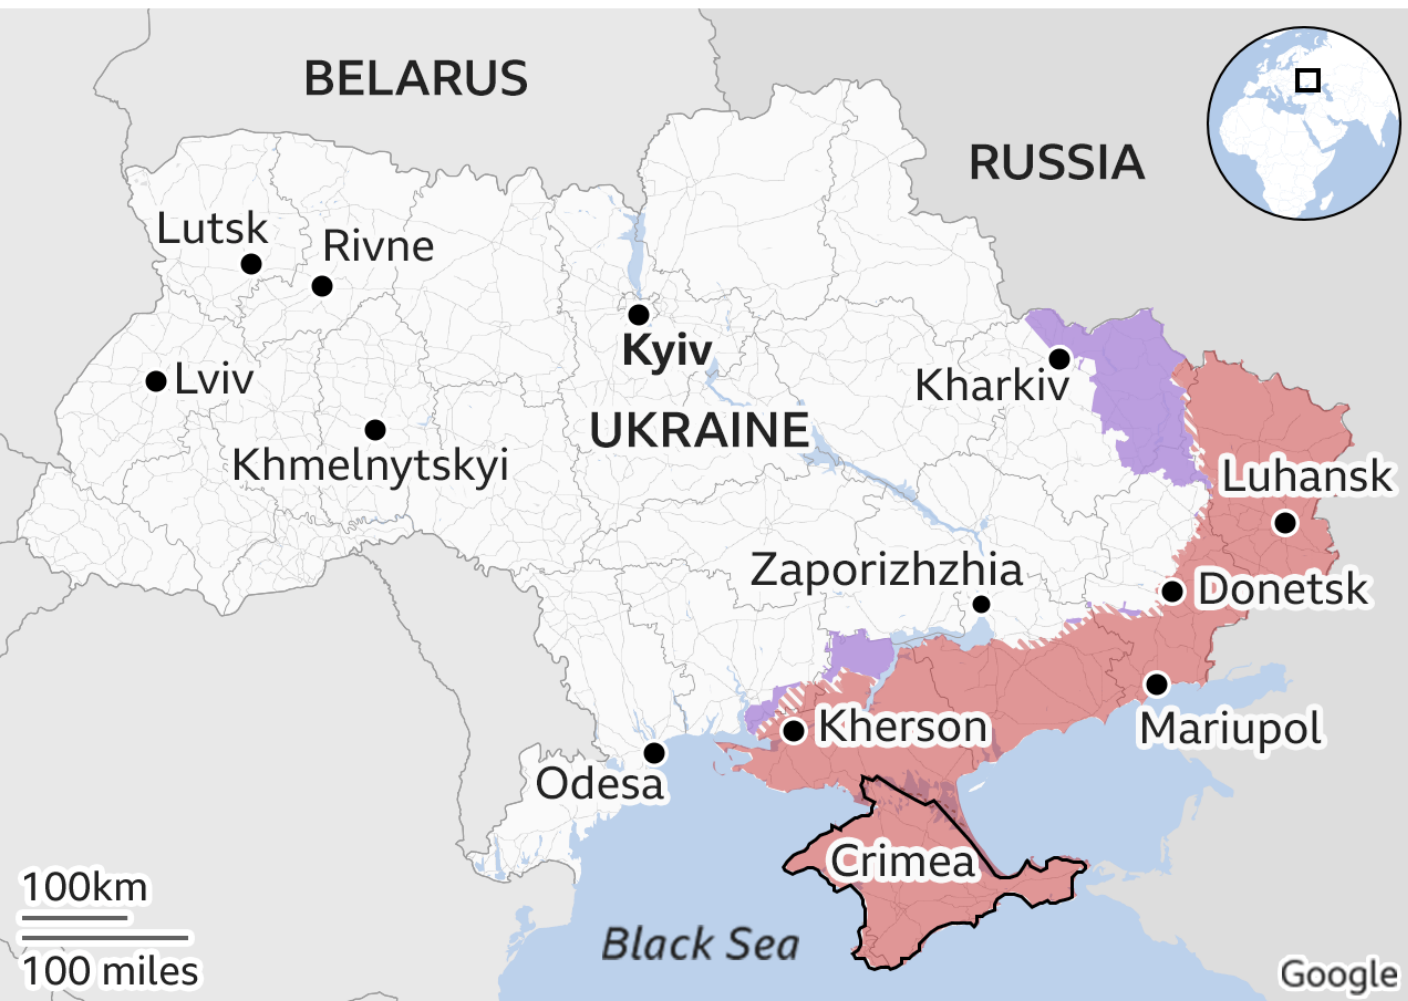 BELARUS
RUSSIA
Lutsk
Rivne
Kyiv
Lviv
Kharkiv
UKRAINE
Khmelnytskyi
Luhansk
Zaporizhzhia
Donetsk
Kherson
Mariupol
Odesa
Crimea
100km
Black Sea
100 miles
Google